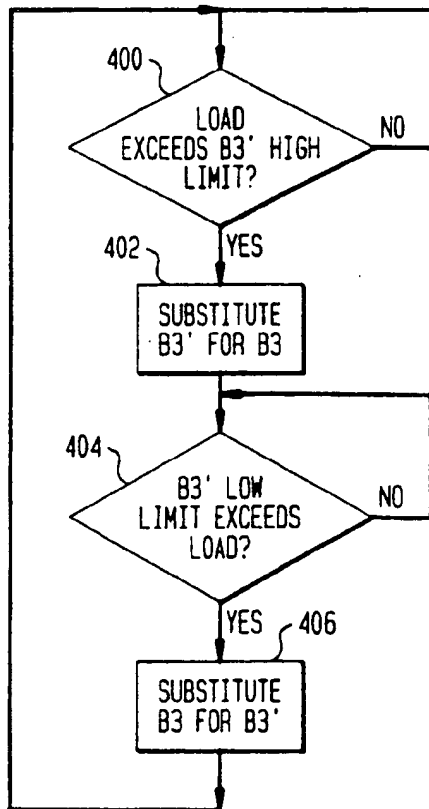 400
LOAD
EXCEEDS B3' HIGH
LIMIT?
NO
YES
402
SUBSTITUTE
B3' FOR B3
404
B3' LOW
LIMIT EXCEEDS
LOAD?
NO
YES
406
SUBSTITUTE
B3 FOR B3'